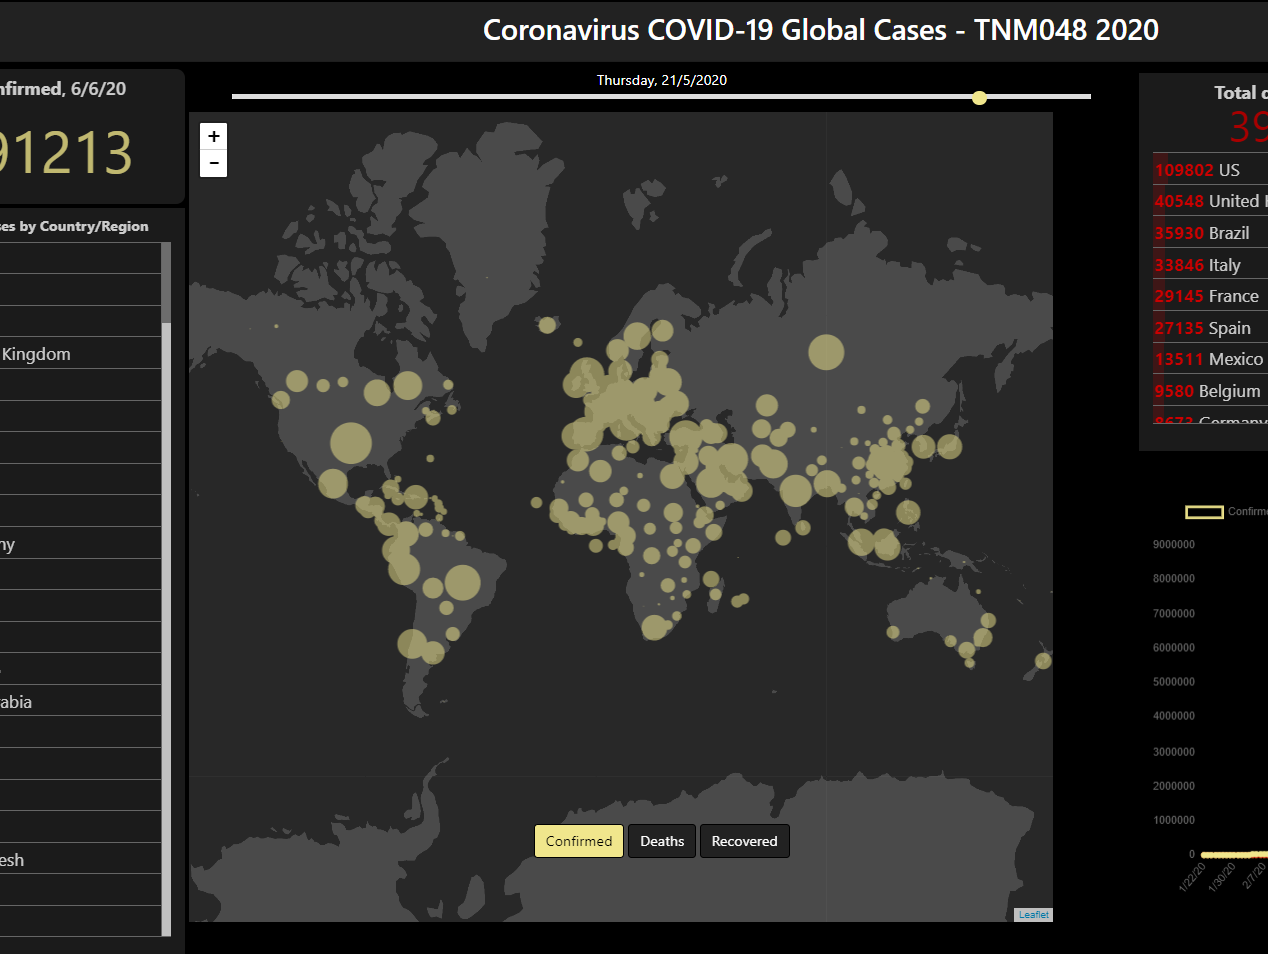 Coronavirus COVID-19 Global Cases - TNM048 2020
nfirmed, 6/6/20
91213
ses by Country/Region
Kingdom
ny
abia
esh
Thursday, 21/5/2020
+
−
Confirmed
Deaths
Recovered
Leaflet
Total d
39
109802 US
40548 United
35930 Brazil
33846 Italy
29145 France
27135 Spain
13511 Mexico
9580 Belgium
8673 Germany
Confirme
9000000
8000000
7000000
6000000
5000000
4000000
3000000
2000000
1000000
0
1/22/20
1/30/20
2/7/20